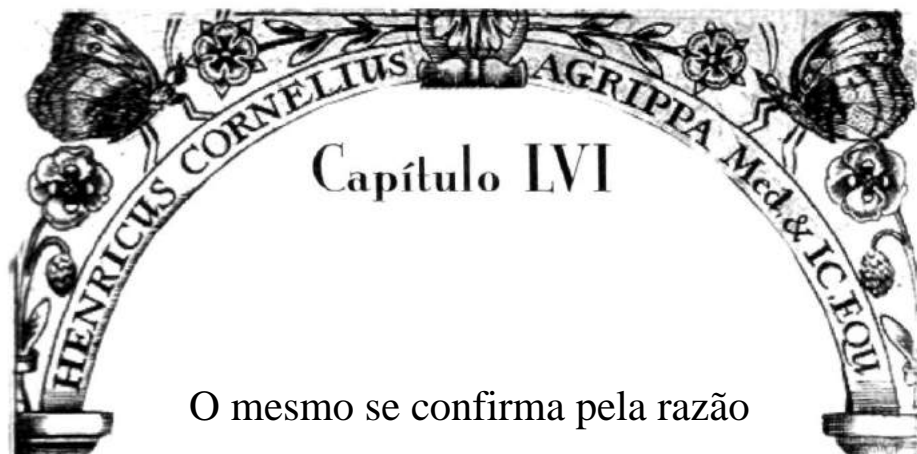 HENRICUS CORNELIUS AGRIPPA Med, & IC. EQU
Capítulo LVI
O mesmo se confirma pela razão